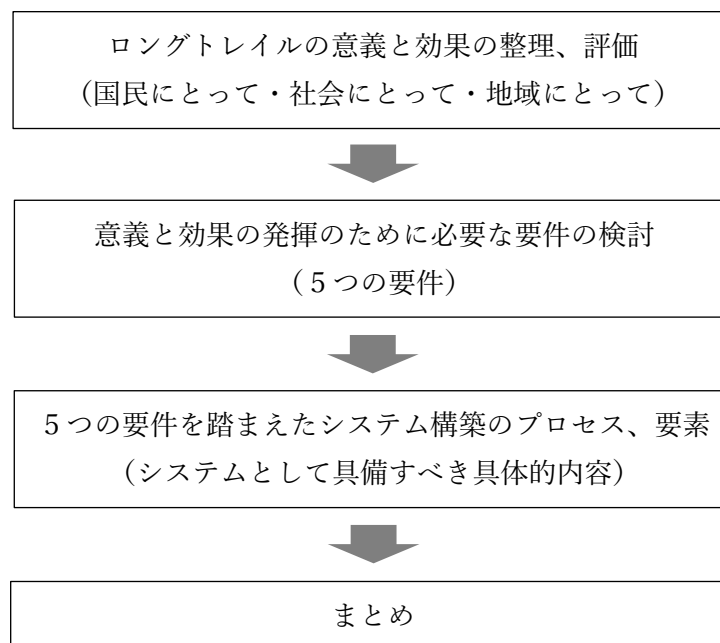 ロングトレイルの意義と効果の整理、評価
（国民にとって・社会にとって・地域にとって）
意義と効果の発揮のために必要な要件の検討
（５つの要件）
５つの要件を踏まえたシステム構築のプロセス、要素
（システムとして具備すべき具体的内容）
まとめ